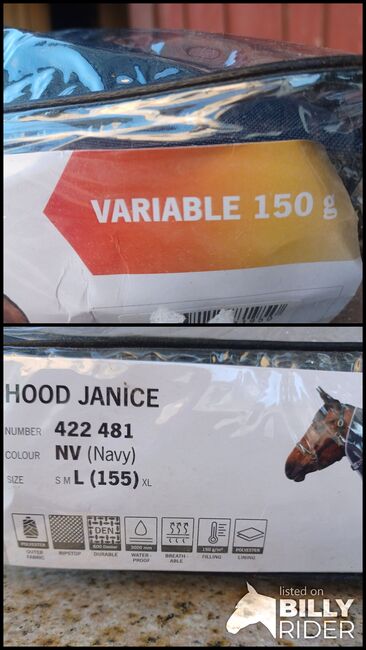 VARIABLE 150 g
HOOD JANICE
NUMBER 422 481
COLOUR NV (Navy)
SIZE S M L (155) XL
POLYESTER
OUTER FABRIC
RIPSTOP
DEN
600 Denier
DURABLE
3000 mm
WATER-PROOF
BREATH-ABLE
150 g/m²
FILLING
POLYESTER
LINING
listed on
BILLY
RIDER